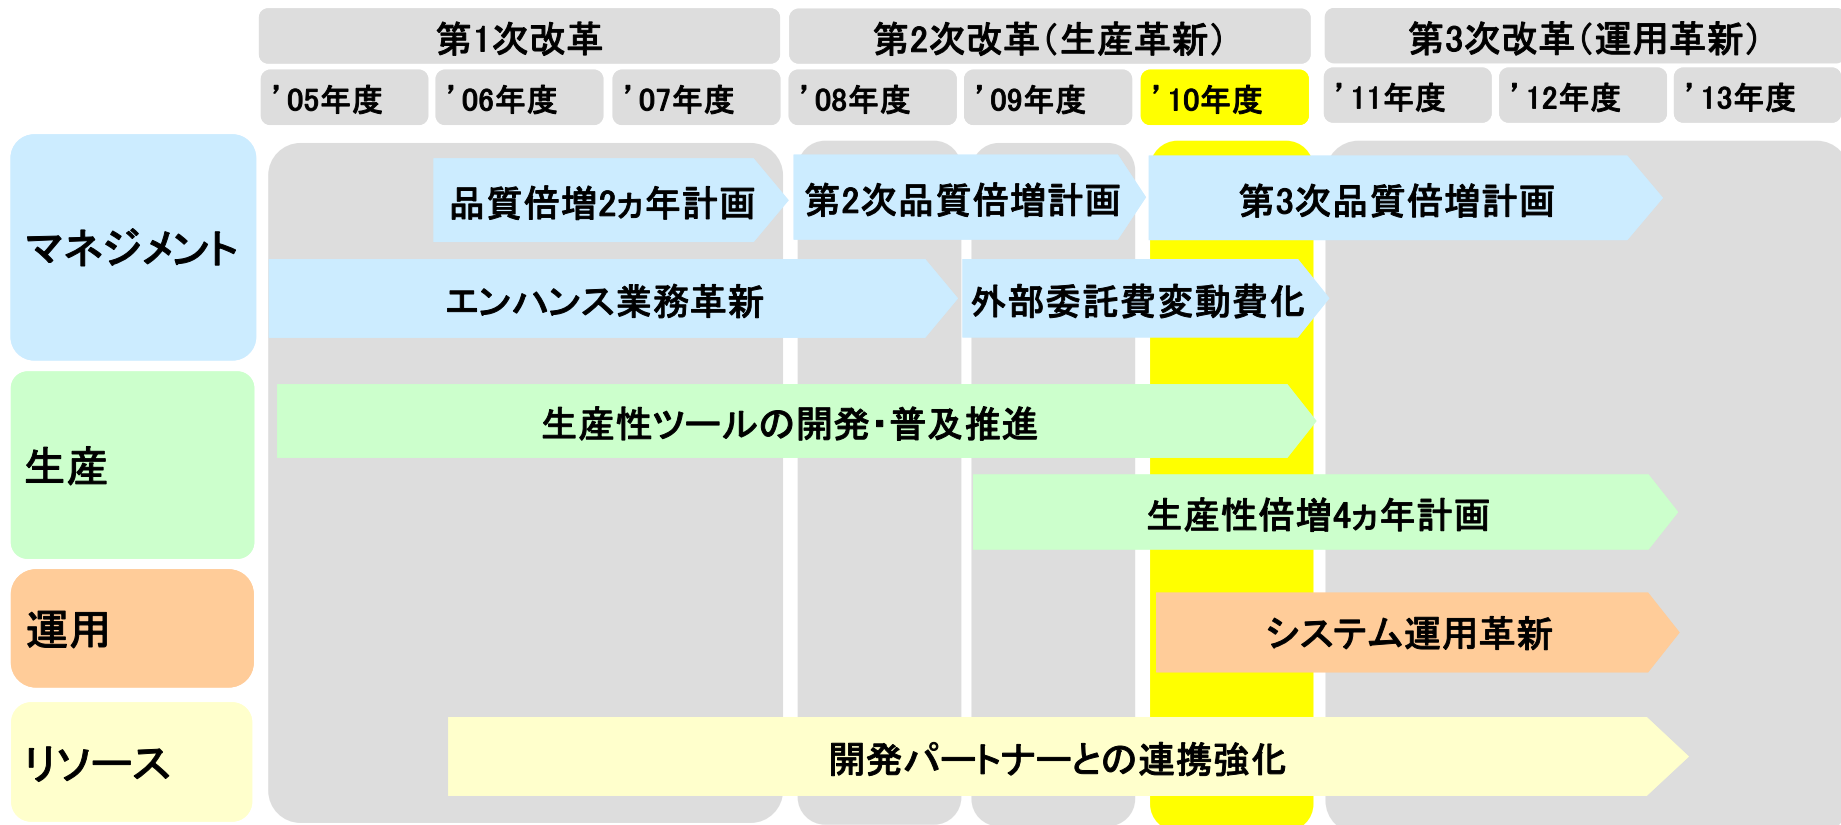 第1次改革
第2次改革（生産革新）
第3次改革（運用革新）
’05年度
’06年度
’07年度
’08年度
’09年度
’10年度
’11年度
’12年度
’13年度
マネジメント
品質倍増2ヵ年計画
第2次品質倍増計画
第3次品質倍増計画
エンハンス業務革新
外部委託費変動費化
生産
生産性ツールの開発・普及推進
生産性倍増4ヵ年計画
運用
システム運用革新
リソース
開発パートナーとの連携強化